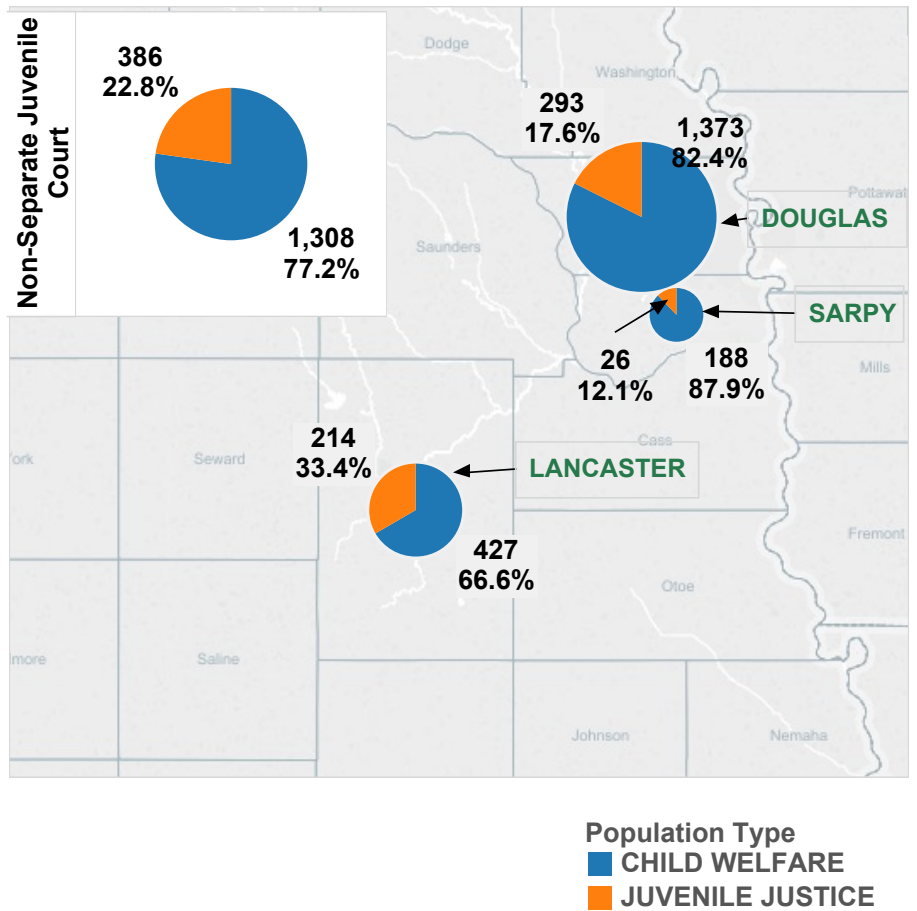 Non-Separate Juvenile
Court
386
22.8%
1,308
77.2%
Dodge
Washington
293
17.6%
1,373
82.4%
Pottawat
DOUGLAS
Saunders
SARPY
26
12.1%
188
87.9%
Mills
Cass
214
33.4%
LANCASTER
ork
Seward
427
66.6%
Fremont
Otoe
more
Saline
Johnson
Nemaha
Population Type
CHILD WELFARE
JUVENILE JUSTICE